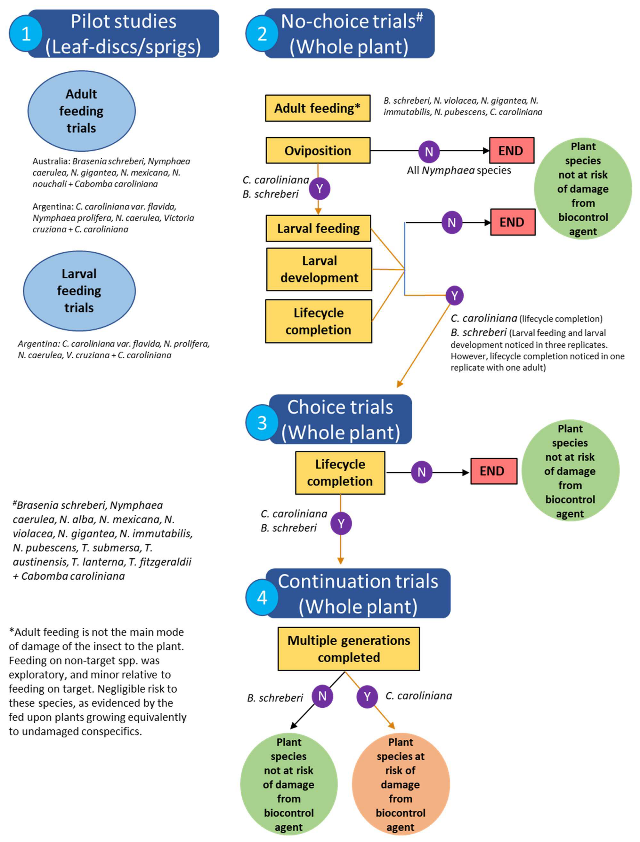 1
Pilot studies
(Leaf-discs/sprigs)
Adult
feeding
trials
Australia: Brasenia schreberi, Nymphaea
caerulea, N. gigantea, N. mexicana, N.
nouchali + Cabomba caroliniana
Argentina: C. caroliniana var. flavida,
Nymphaea prolifera, N. caerulea, Victoria
cruziana + C. caroliniana
Larval
feeding
trials
Argentina: C. caroliniana var. flavida, N. prolifera,
N. caerulea, V. cruziana + C. caroliniana
2
No-choice trials#
(Whole plant)
Adult feeding*
B. schreberi, N. violacea, N. gigantea, N.
immutabilis, N. pubescens, C. caroliniana
Oviposition
N
END
All Nymphaea species
Plant
species
not at risk
of damage
from
biocontrol
agent
C. caroliniana
B. schreberi
Y
Larval feeding
N
END
Larval
development
Lifecycle
completion
Y
C. caroliniana (lifecycle completion)
B. schreberi (Larval feeding and larval
development noticed in three replicates.
However, lifecycle completion noticed in one
replicate with one adult)
3
Choice trials
(Whole plant)
Lifecycle
completion
N
END
Plant
species
not at risk
of damage
from
biocontrol
agent
C. caroliniana
B. schreberi
Y
#Brasenia schreberi, Nymphaea
caerulea, N. alba, N. mexicana, N.
violacea, N. gigantea, N. immutabilis,
N. pubescens, T. submersa, T.
austinensis, T. lanterna, T. fitzgeraldii
+ Cabomba caroliniana
4
Continuation trials
(Whole plant)
Multiple generations
completed
B. schreberi
N
Y
C. caroliniana
Plant
species
not at risk
of damage
from
biocontrol
agent
Plant
species at
risk of
damage
from
biocontrol
agent
*Adult feeding is not the main mode
of damage of the insect to the plant.
Feeding on non-target spp. was
exploratory, and minor relative to
feeding on target. Negligible risk to
these species, as evidenced by the
fed upon plants growing equivalently
to undamaged conspecifics.